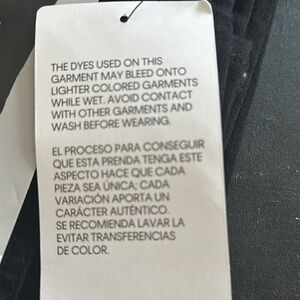 THE DYES USED ON THIS
GARMENT MAY BLEED ONTO
LIGHTER COLORED GARMENTS
WHILE WET. AVOID CONTACT
WITH OTHER GARMENTS AND
WASH BEFORE WEARING.
EL PROCESO PARA CONSEGUIR
QUE ESTA PRENDA TENGA ESTE
ASPECTO HACE QUE CADA
PIEZA SEA ÚNICA; CADA
VARIACIÓN APORTA UN
CARÁCTER AUTÉNTICO.
SE RECOMIENDA LAVAR LA
EVITAR TRANSFERENCIAS
DE COLOR.